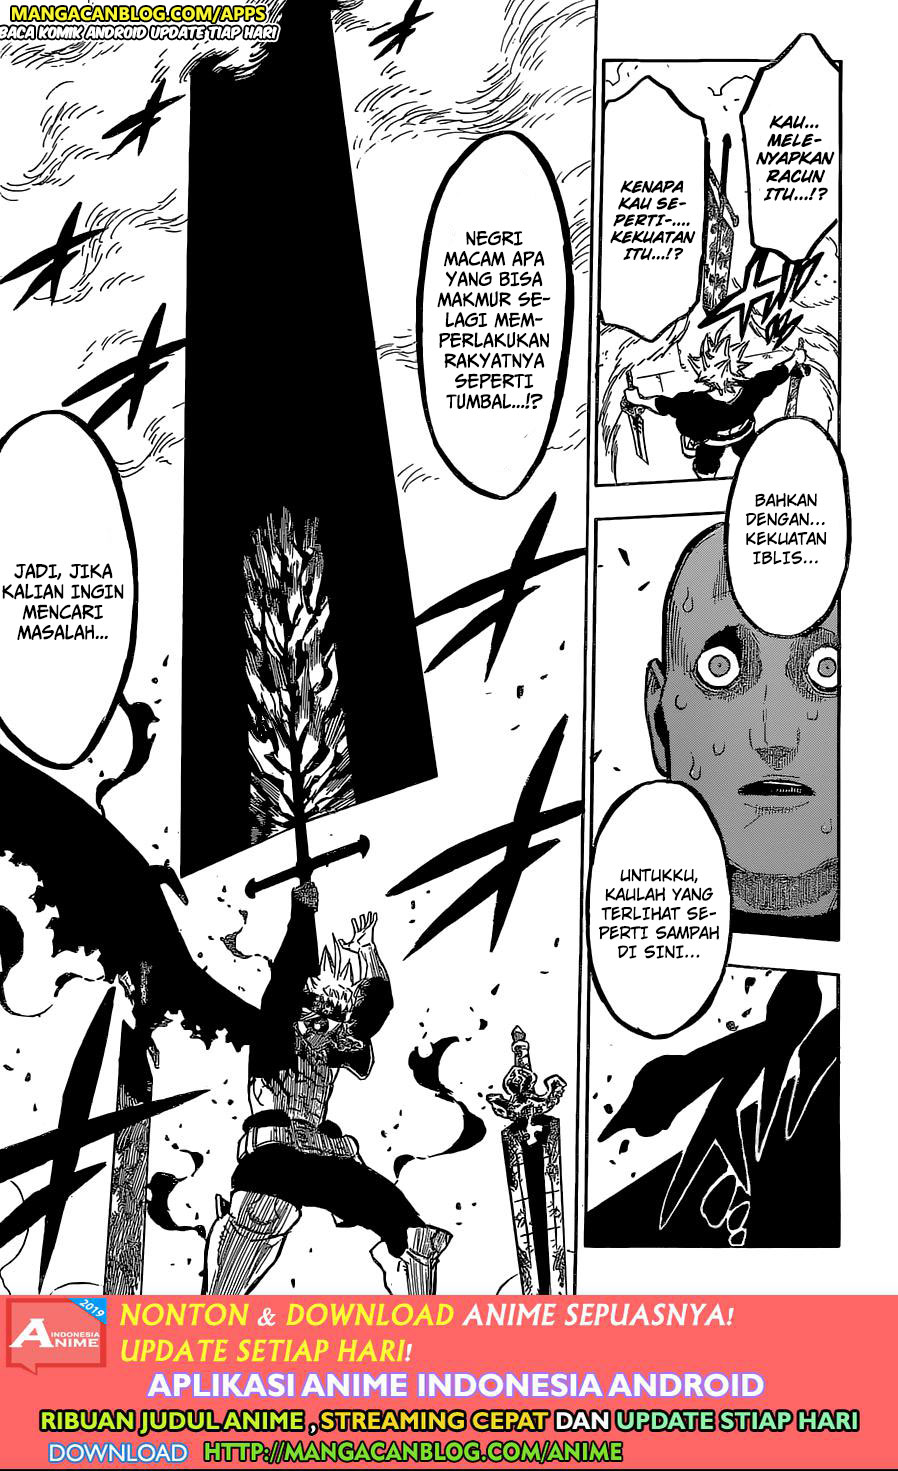 MANGACANBLOG.COM/APPS
BACA KOMIK ANDROID UPDATE TIAP HARI
KAU...
MELE-
NYAPKAN
RACUN
ITU...!?
KENAPA
KAU SE-
PERTI-....
KEKUATAN
ITU...!?
BAHKAN
DENGAN...
KEKUATAN
IBLIS...
UNTUKKU,
KAULAH YANG
TERLIHAT SE-
PERTI SAMPAH
DI SINI...
NEGRI
MACAM APA
YANG BISA
MAKMUR SE-
LAGI MEM-
PERLAKUKAN
RAKYATNYA
SEPERTI
TUMBAL...!?
JADI, JIKA
KALIAN INGIN
MENCARI
MASALAH...
2019
INDONESIA
ANIME
NONTON & DOWNLOAD ANIME SEPUASNYA!
UPDATE SETIAP HARI!
APLIKASI ANIME INDONESIA ANDROID
RIBUAN JUDUL ANIME , STREAMING CEPAT DAN UPDATE STIAP HARI
DOWNLOAD HTTP://MANGACANBLOG.COM/ANIME